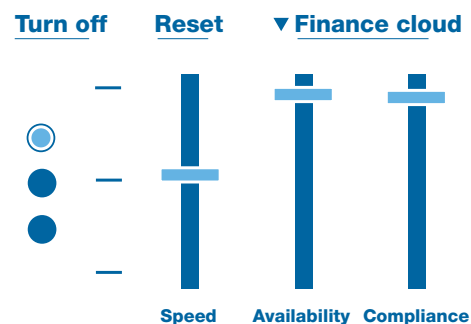 Turn off Reset ▼ Finance cloud
Speed Availability Compliance